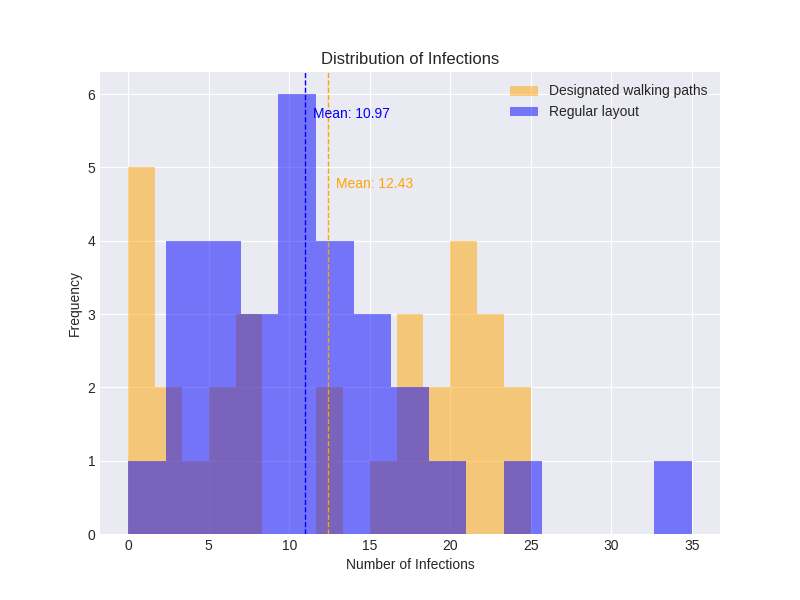 Distribution of Infections
Designated walking paths
Regular layout
Mean: 10.97
Mean: 12.43
Frequency
6
5
4
3
2
1
0
0 5 10 15 20 25 30 35
Number of Infections